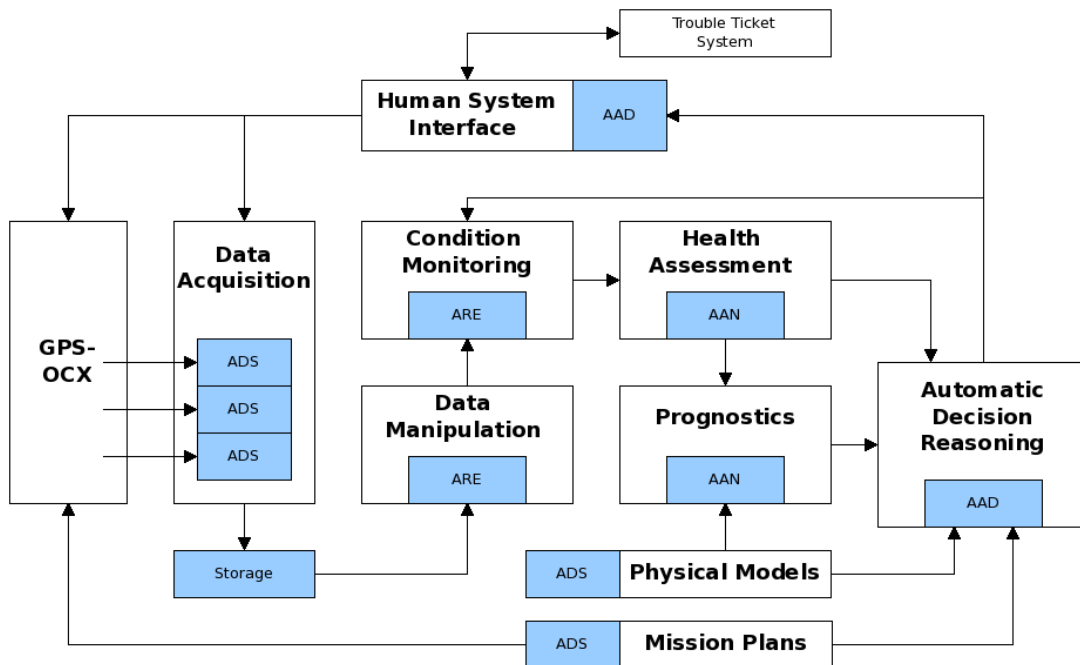 Trouble Ticket
System
Human System
Interface
AAD
Data
Acquisition
Condition
Monitoring
Health
Assessment
ARE
AAN
GPS-
OCX
ADS
ADS
ADS
Data
Manipulation
ARE
Prognostics
AAN
Automatic
Decision
Reasoning
AAD
Storage
ADS
Physical Models
ADS
Mission Plans